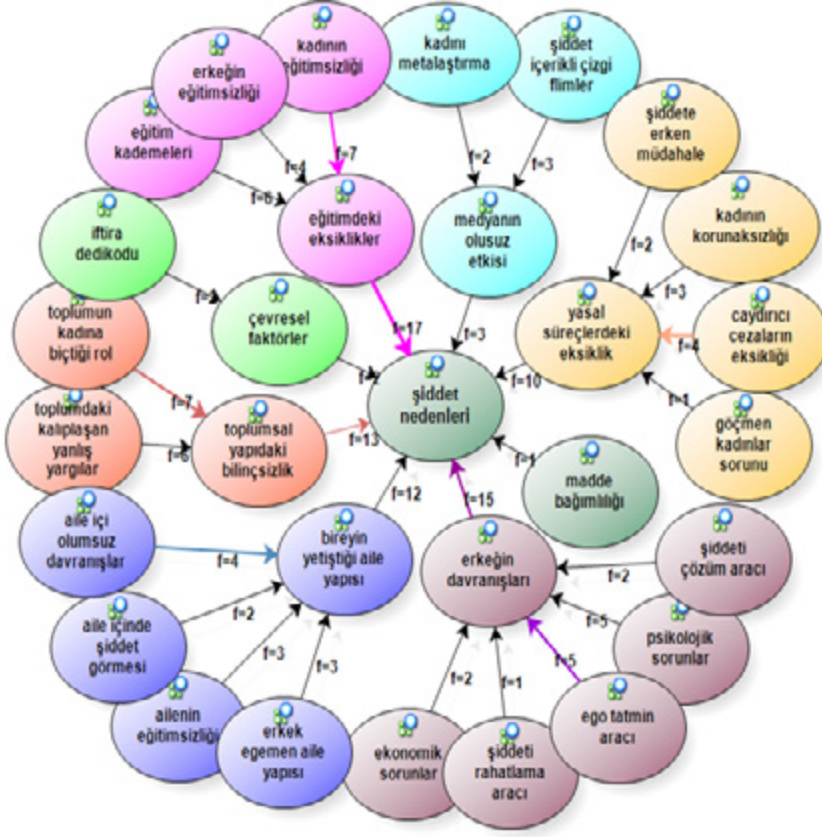 kadının
eğitimsizliği
kadını
metalaştırma
şiddet
içerikli çizgi
flimler
erkeğin
eğitimsizliği
şiddete
erken
müdahale
eğitim
kademeleri
f=4
f=7
f=2
f=3
f=6
eğitimdeki
eksiklikler
medyanın
olusuz
etkisi
kadının
korunaksızlığı
iftira
dedikodu
f=2
f=3
toplumun
kadına
biçtiği rol
çevresel
faktörler
f=17
f=3
yasal
süreçlerdeki
eksiklik
caydırıcı
cezaların
eksikliği
f=4
f=10
f=7
şiddet
nedenleri
f=1
toplumdaki
kalıplaşan
yanlış
yargılar
f=6
toplumsal
yapıdaki
bilinçsizlik
f=13
göçmen
kadınlar
sorunu
f=1
madde
bağımlılığı
f=12
f=15
aile içi
olumsuz
davranışlar
f=4
bireyin
yetiştiği aile
yapısı
erkeğin
davranışları
f=2
şiddeti
çözüm aracı
aile içinde
şiddet
görmesi
f=2
f=5
psikolojik
sorunlar
f=3
f=3
f=2
f=1
f=5
ailenin
eğitimsizliği
erkek
egemen aile
yapısı
ekonomik
sorunlar
şiddeti
rahatlama
aracı
ego tatmin
aracı